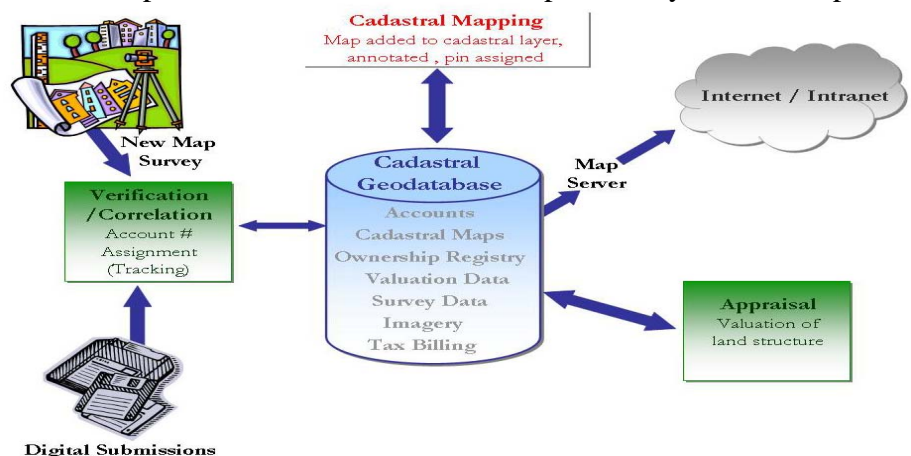 Cadastral Mapping
Map added to cadastral layer,
annotated , pin assigned
Internet / Intranet
New Map
Survey
Map
Server
Cadastral
Geodatabase
Accounts
Cadastral Maps
Ownership Registry
Valuation Data
Survey Data
Imagery
Tax Billing
Verification
/Correlation
Account #
Assignment
(Tracking)
Appraisal
Valuation of
land structure
Digital Submissions